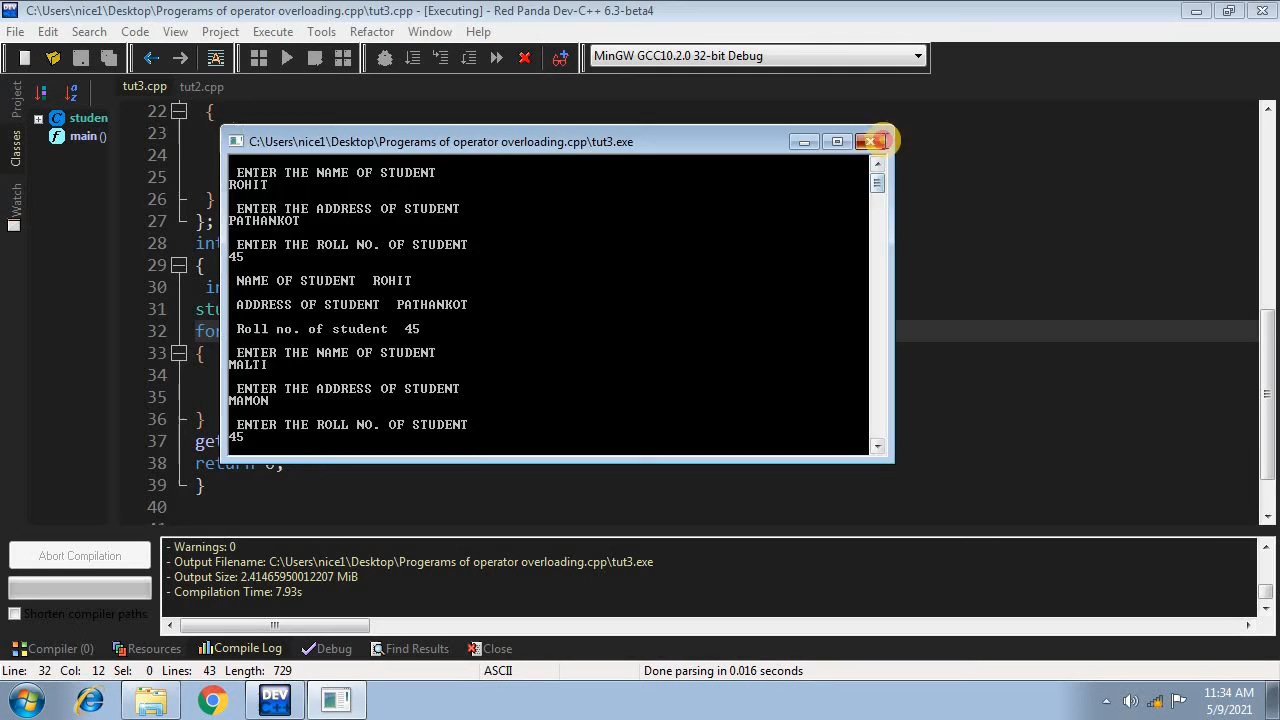 C:\Users\nice1\Desktop\Progerams of operator overloading.cpp\tut3.cpp - [Executing] - Red Panda Dev-C++ 6.3-beta4
File Edit Search Code View Project Execute Tools Refactor Window Help
MinGW GCC10.2.0 32-bit Debug
Project
Classes
Watch
studen
main ()
tut3.cpp tut2.cpp
22 {
23
24
25
26 }
27 };
28 int
29 {
30 in
31 stu
32 for
33 {
34
35
36 }
37 get
38 return 0;
39 }
40
C:\Users\nice1\Desktop\Progerams of operator overloading.cpp\tut3.exe
ENTER THE NAME OF STUDENT
ROHIT
ENTER THE ADDRESS OF STUDENT
PATHANKOT
ENTER THE ROLL NO. OF STUDENT
45
NAME OF STUDENT  ROHIT
ADDRESS OF STUDENT  PATHANKOT
Roll no. of student  45
ENTER THE NAME OF STUDENT
MALTI
ENTER THE ADDRESS OF STUDENT
MAMON
ENTER THE ROLL NO. OF STUDENT
45
Abort Compilation
Shorten compiler paths
- Warnings: 0
- Output Filename: C:\Users\nice1\Desktop\Progerams of operator overloading.cpp\tut3.exe
- Output Size: 2.41465950012207 MiB
- Compilation Time: 7.93s
Compiler (0) Resources Compile Log Debug Find Results Close
Line: 32 Col: 12 Sel: 0 Lines: 43 Length: 729 ASCII Done parsing in 0.016 seconds
DEV C++
11:34 AM
5/9/2021